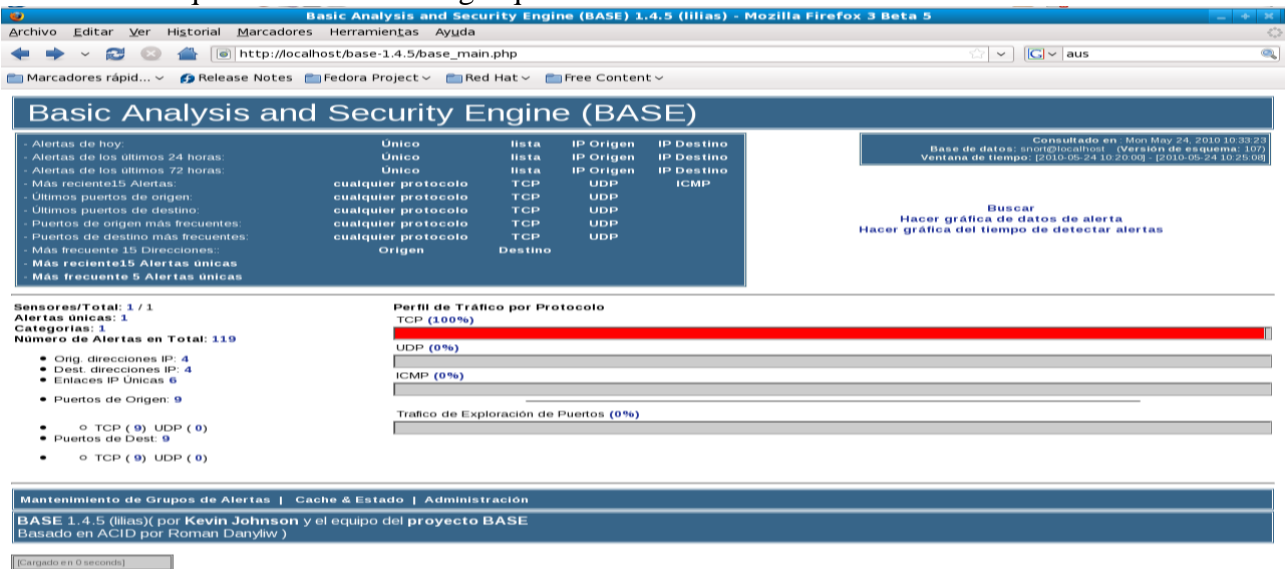 Basic Analysis and Security Engine (BASE) 1.4.5 (lilias) - Mozilla Firefox 3 Beta 5
Archivo Editar Ver Historial Marcadores Herramientas Ayuda
http://localhost/base-1.4.5/base_main.php
G aus
Marcadores rápid... Release Notes Fedora Project Red Hat Free Content
Basic Analysis and Security Engine (BASE)
- Alertas de hoy: Único lista IP Origen IP Destino
- Alertas de los últimos 24 horas: Único lista IP Origen IP Destino
- Alertas de los últimos 72 horas: Único lista IP Origen IP Destino
- Más reciente15 Alertas: cualquier protocolo TCP UDP ICMP
- Últimos puertos de origen: cualquier protocolo TCP UDP
- Últimos puertos de destino: cualquier protocolo TCP UDP
- Puertos de origen más frecuentes: cualquier protocolo TCP UDP
- Puertos de destino más frecuentes: cualquier protocolo TCP UDP
- Más frecuente 15 Direcciones:: Origen Destino
- Más reciente15 Alertas únicas
- Más frecuente 5 Alertas únicas
Consultado en : Mon May 24, 2010 10:33:23
Base de datos: snort@localhost (Versión de esquema: 107)
Ventana de tiempo: [2010-05-24 10:20:00] - [2010-05-24 10:25:08]
Buscar
Hacer gráfica de datos de alerta
Hacer gráfica del tiempo de detectar alertas
Sensores/Total: 1 / 1
Alertas únicas: 1
Categorias: 1
Número de Alertas en Total: 119
Orig. direcciones IP: 4
Dest. direcciones IP: 4
Enlaces IP Únicas 6
Puertos de Origen: 9
TCP ( 9) UDP ( 0)
Puertos de Dest: 9
TCP ( 9) UDP ( 0)
Perfil de Tráfico por Protocolo
TCP (100%)
UDP (0%)
ICMP (0%)
Trafico de Exploración de Puertos (0%)
Mantenimiento de Grupos de Alertas | Cache & Estado | Administración
BASE 1.4.5 (lilias)( por Kevin Johnson y el equipo del proyecto BASE
Basado en ACID por Roman Danyliw )
[Cargado en 0 seconds]